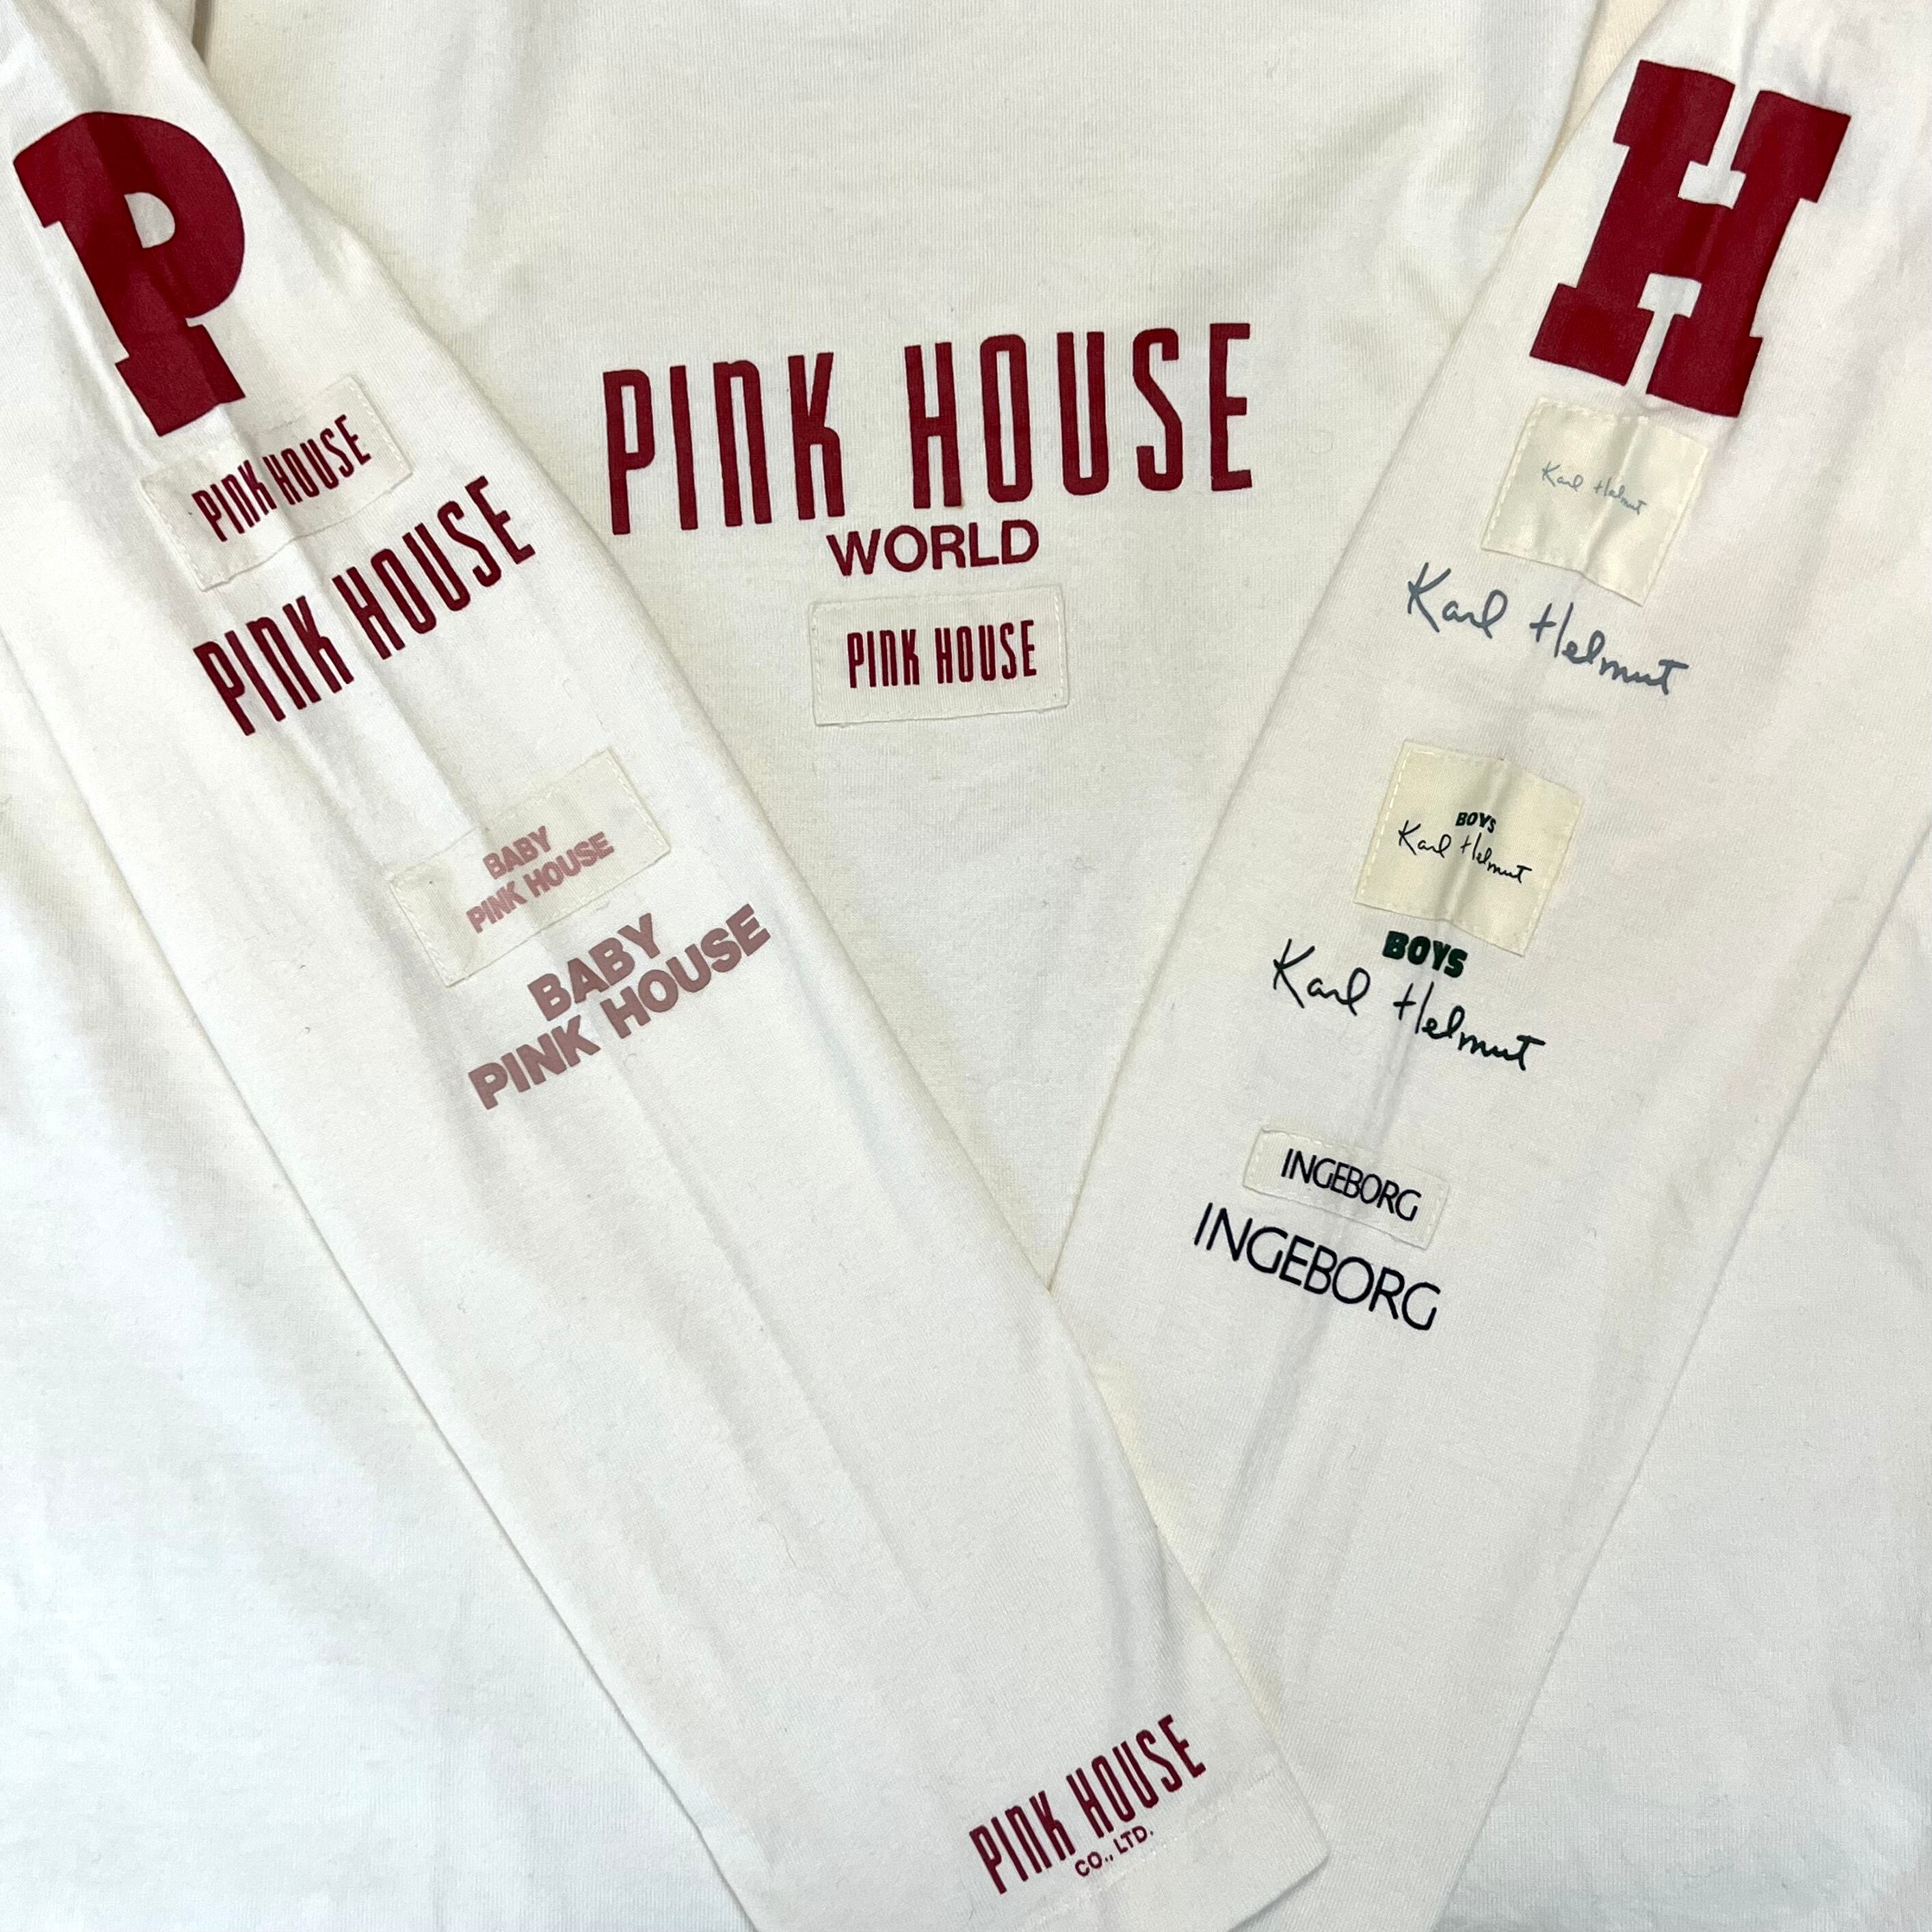 P
PINK HOUSE
PINK HOUSE
BABY
PINK HOUSE
BABY
PINK HOUSE
PINK HOUSE
CO., LTD.
PINK HOUSE
WORLD
PINK HOUSE
H
Karl Helmut
Karl Helmut
BOYS
Karl Helmut
BOYS
Karl Helmut
INGEBORG
INGEBORG